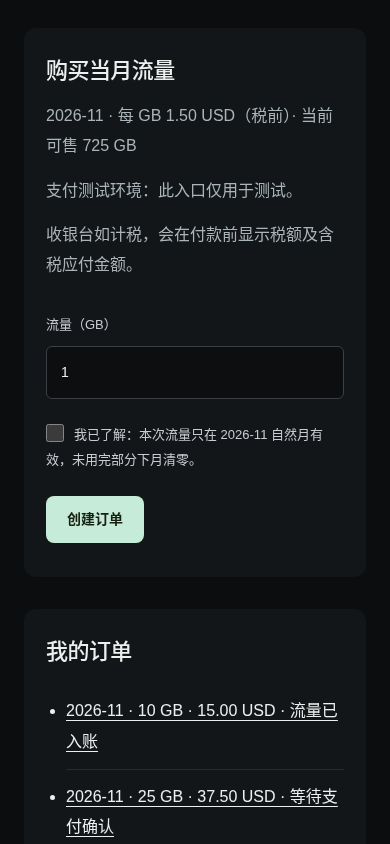 购买当月流量
2026-11 · 每 GB 1.50 USD（税前）· 当前
可售 725 GB
支付测试环境：此入口仅用于测试。
收银台如计税，会在付款前显示税额及含
税应付金额。
流量（GB）
1
我已了解：本次流量只在 2026-11 自然月有
效，未用完部分下月清零。
创建订单
我的订单
2026-11 · 10 GB · 15.00 USD · 流量已
入账
2026-11 · 25 GB · 37.50 USD · 等待支
付确认